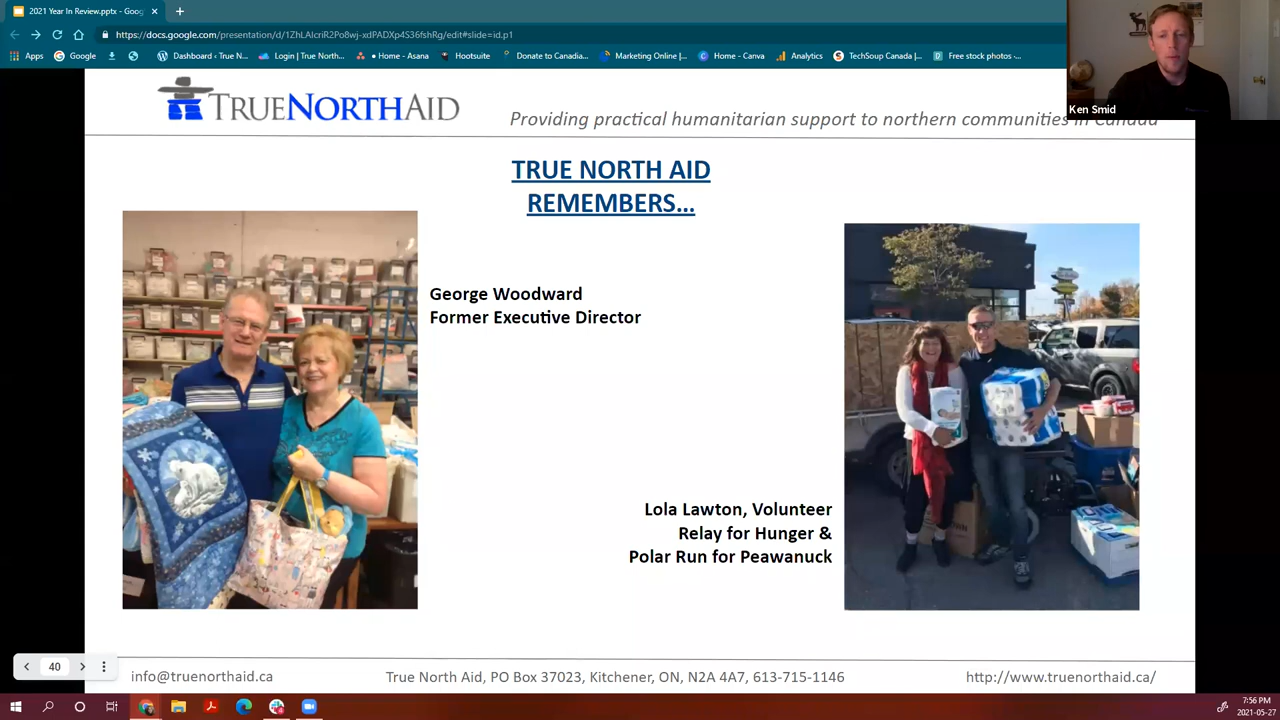 2021 Year In Review.pptx - Goog
https://docs.google.com/presentation/d/1ZhLAlcriR2Po8wj-xdPADXp4S36fshRg/edit#slide=id.p1
Apps Google Dashboard ‹ True N... Login | True North... • Home - Asana Hootsuite Donate to Canadia... Marketing Online |... Home - Canva Analytics TechSoup Canada |... Free stock photos -...
Ken Smid
TRUENORTHAID
Providing practical humanitarian support to northern communities in Canada
TRUE NORTH AID
REMEMBERS...
George Woodward
Former Executive Director
Lola Lawton, Volunteer
Relay for Hunger &
Polar Run for Peawanuck
40
info@truenorthaid.ca
True North Aid, PO Box 37023, Kitchener, ON, N2A 4A7, 613-715-1146
http://www.truenorthaid.ca/
7:56 PM
2021-05-27